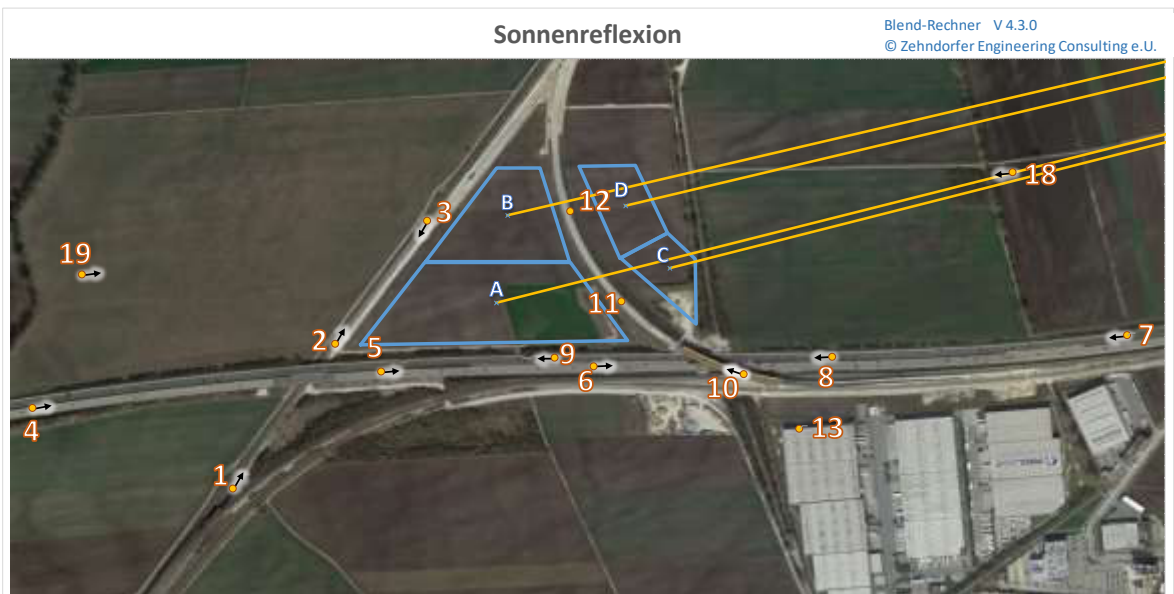 Sonnenreflexion
Blend-Rechner V 4.3.0
© Zehndorfer Engineering Consulting e.U.
18
D
B
12
3
C
19
A
11
2
5
9
6
8
7
10
4
13
1